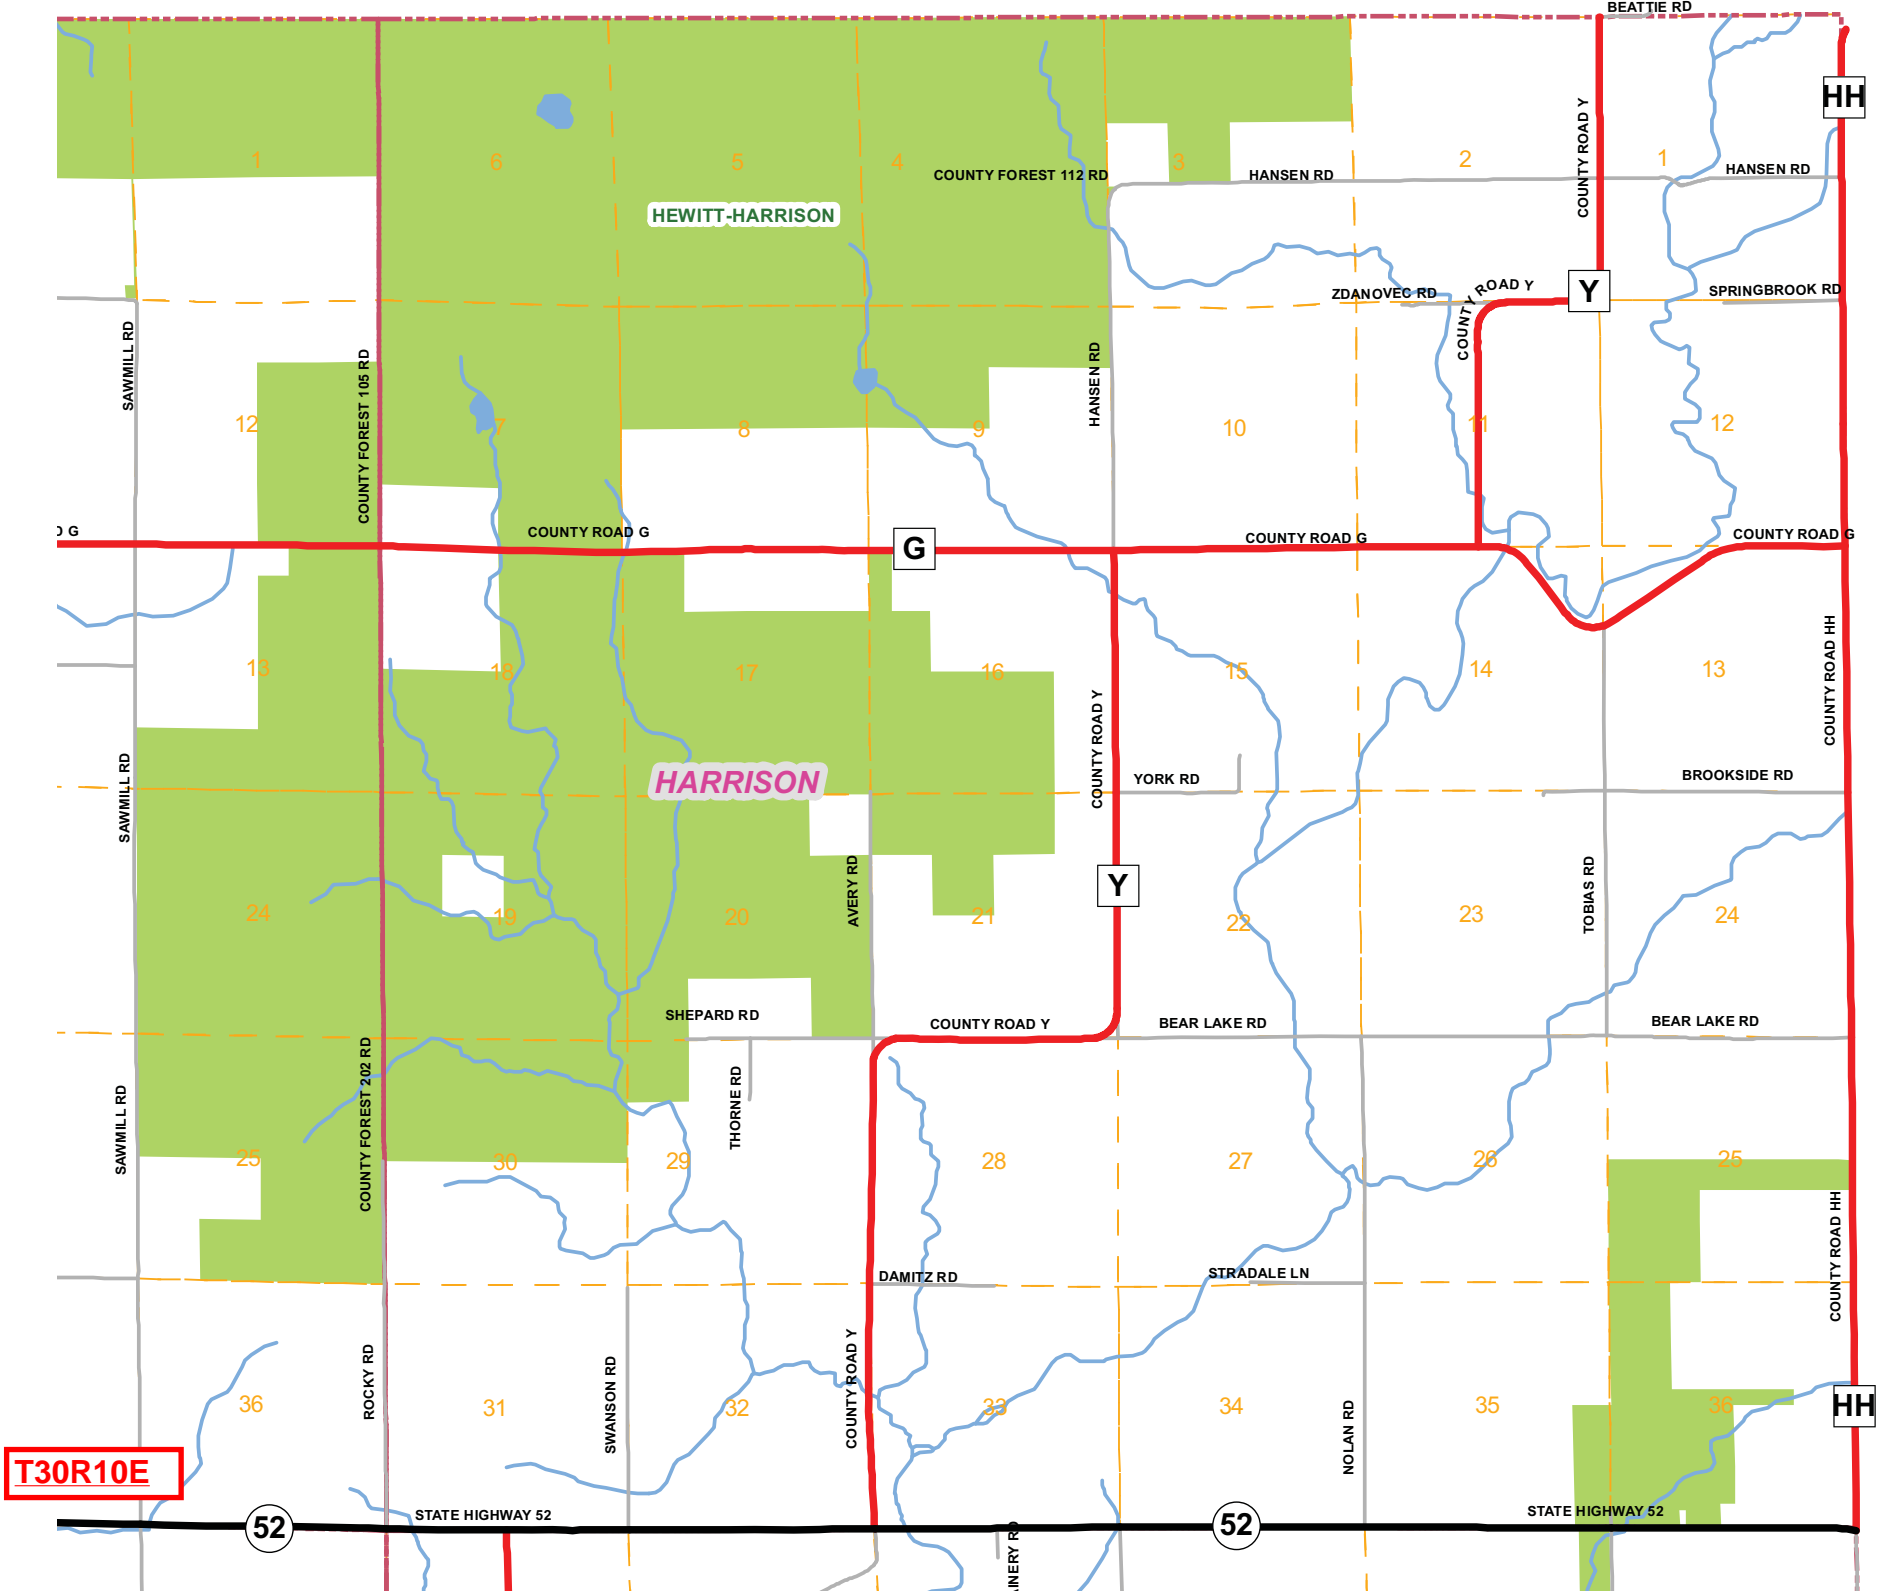 BEATTIE RD
HH
COUNTY ROAD Y
1
6
5
4
3
2
1
COUNTY FOREST 112 RD
HANSEN RD
HANSEN RD
HEWITT-HARRISON
ZDANOVEC RD
COUNTY ROAD Y
Y
SPRINGBROOK RD
SAWMILL RD
COUNTY FOREST 105 RD
HANSEN RD
12
7
8
9
10
11
12
G
COUNTY ROAD G
G
COUNTY ROAD G
COUNTY ROAD G
13
18
17
16
15
14
13
COUNTY ROAD HH
COUNTY ROAD Y
SAWMILL RD
HARRISON
YORK RD
BROOKSIDE RD
AVERY RD
Y
TOBIAS RD
24
19
20
21
22
23
24
SHEPARD RD
COUNTY ROAD Y
BEAR LAKE RD
BEAR LAKE RD
SAWMILL RD
COUNTY FOREST 202 RD
THORNE RD
25
30
29
28
27
26
25
COUNTY ROAD HH
DAMITZ RD
STRADALE LN
ROCKY RD
SWANSON RD
COUNTY ROAD Y
NOLAN RD
36
31
32
33
34
35
36
HH
T30R10E
52
STATE HIGHWAY 52
52
STATE HIGHWAY 52
INERY RD